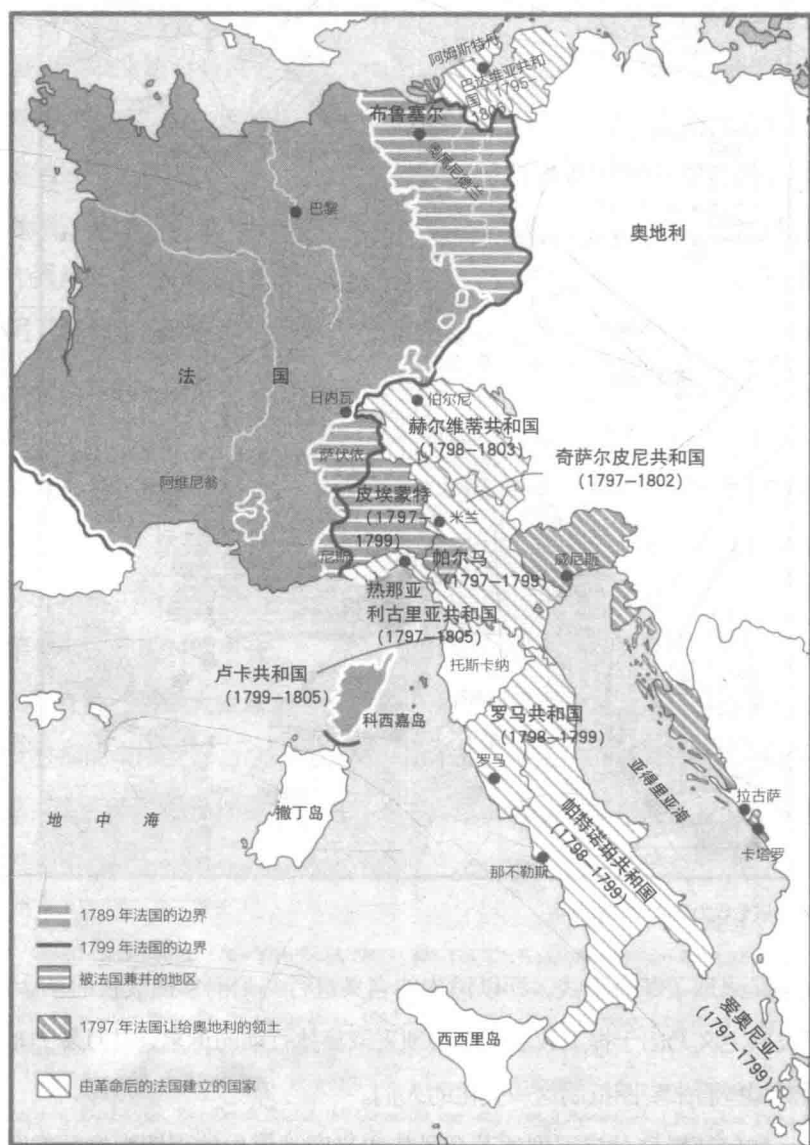 阿姆斯特丹
巴达维亚共和
国（1795—
1806）
布鲁塞尔
奥属尼德兰
巴黎
奥地利
法 国
日内瓦
伯尔尼
赫尔维蒂共和国
（1798—1803）
萨伏依
奇萨尔皮尼共和国
（1797—1802）
阿维尼翁
皮埃蒙特
（1797—
1799）
米兰
尼斯
帕尔马
（1797—1799）
威尼斯
热那亚
利古里亚共和国
（1797—1805）
卢卡共和国
（1799—1805）
托斯卡纳
科西嘉岛
罗马共和国
（1798—1799）
罗马
亚得里亚海
拉古萨
卡塔罗
地 中 海
撒丁岛
帕特诺珀共和国
（1798—1799）
那不勒斯
1789 年法国的边界
1799 年法国的边界
被法国兼并的地区
1797 年法国让给奥地利的领土
由革命后的法国建立的国家
西西里岛
爱奥尼亚
（1797—1799）